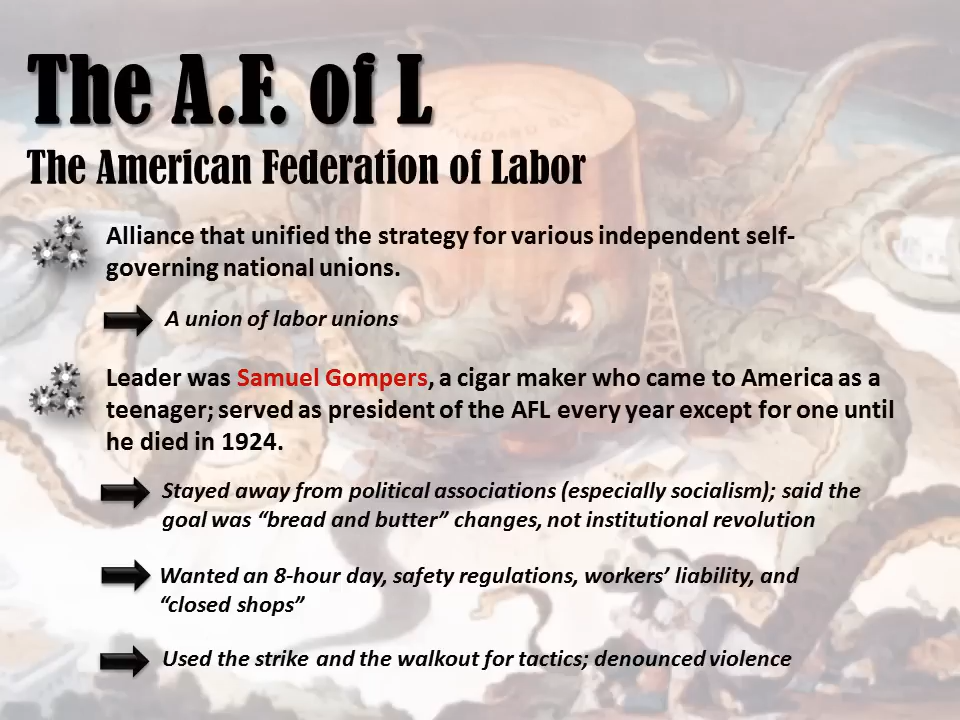 The A.F. of L
The American Federation of Labor
Alliance that unified the strategy for various independent self-
governing national unions.
A union of labor unions
Leader was Samuel Gompers, a cigar maker who came to America as a
teenager; served as president of the AFL every year except for one until
he died in 1924.
Stayed away from political associations (especially socialism); said the
goal was “bread and butter” changes, not institutional revolution
Wanted an 8-hour day, safety regulations, workers’ liability, and
“closed shops”
Used the strike and the walkout for tactics; denounced violence